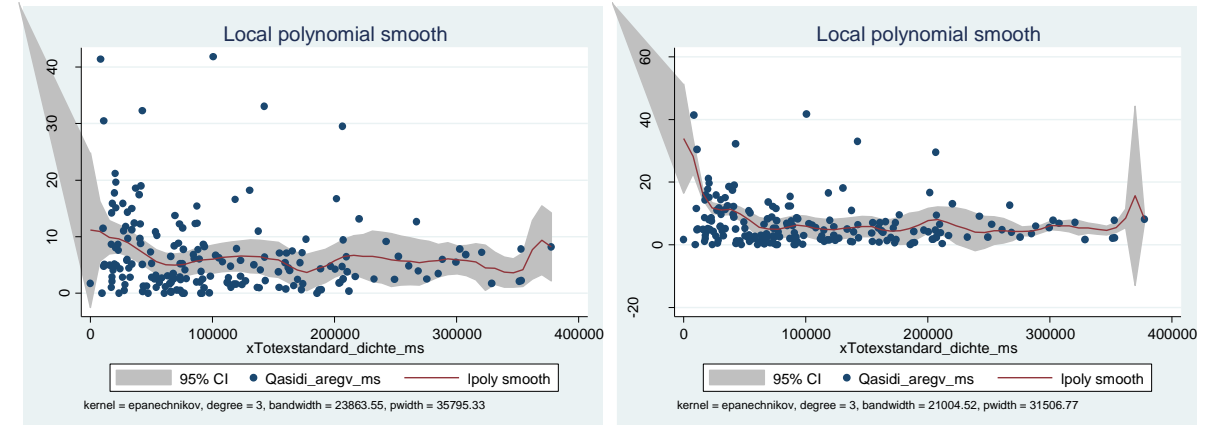 Local polynomial smooth
40
30
20
10
0
0 100000 200000 300000 400000
xTotexstandard_dichte_ms
95% CI Qasidi_aregv_ms lpoly smooth
kernel = epanechnikov, degree = 3, bandwidth = 23863.55, pwidth = 35795.33
Local polynomial smooth
60
40
20
0
-20
0 100000 200000 300000 400000
xTotexstandard_dichte_ms
95% CI Qasidi_aregv_ms lpoly smooth
kernel = epanechnikov, degree = 3, bandwidth = 21004.52, pwidth = 31506.77